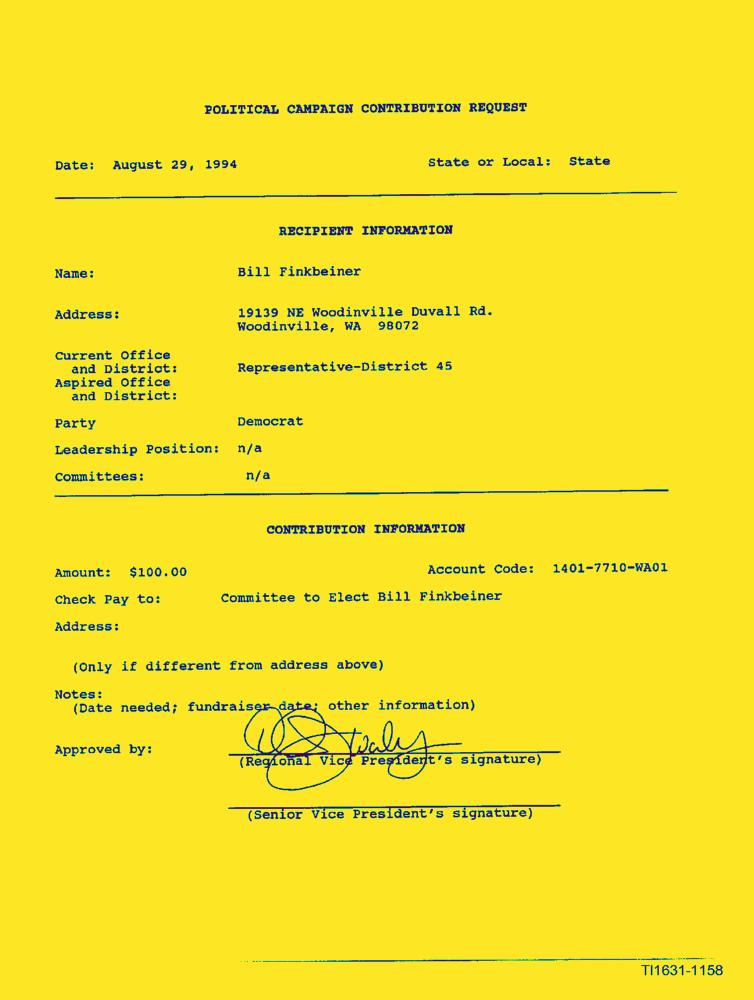 POLITICAL CAMPAIGN CONTRIBUTION REQUEST
Date: August 29, 1994 State or Local: State
RECIPIENT INFORMATION
Name: Bill Finkbeiner
Address: 19139 NE Woodinville Duvall Rd.
Woodinville, WA 98072
Current Office
and District: Representative-District 45
Aspired Office
and District:
Party Democrat
Leadership Position: n/a
Committees: n/a
CONTRIBUTION INFORMATION
Amount: $100.00 Account Code: 1401-7710-WA01
Check Pay to: Committee to Elect Bill Finkbeiner
Address:
(Only if different from address above)
Notes:
(Date needed; fundraiser date; other information)
Approved by:
(Regional Vice President's signature)
(Senior Vice President's signature)
TI1631-1158